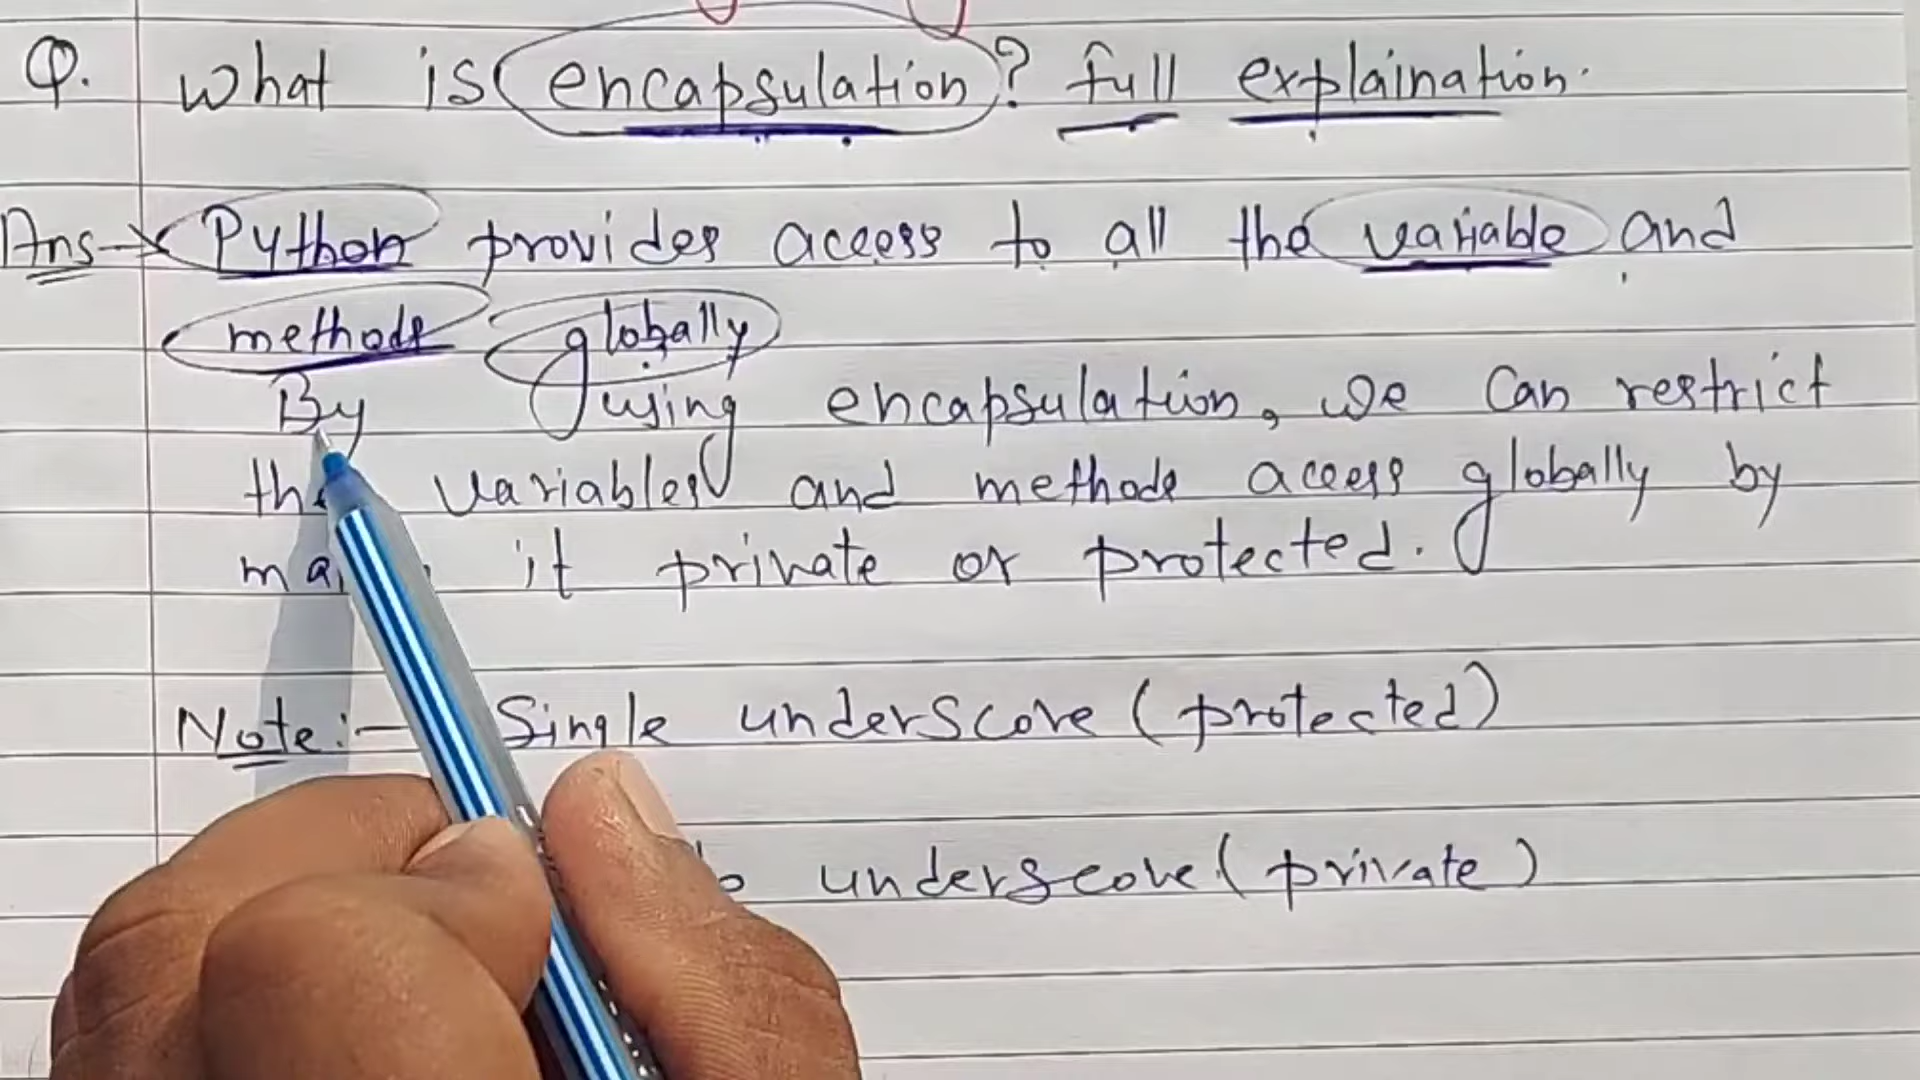 Q. What is encapsulation? full explaination.
Ans→ Python provides access to all the variable and
methods globally
By using encapsulation, we can restrict
the variables and methods access globally by
it private or protected.
Note:- Single underscore (protected)
underscore (private)